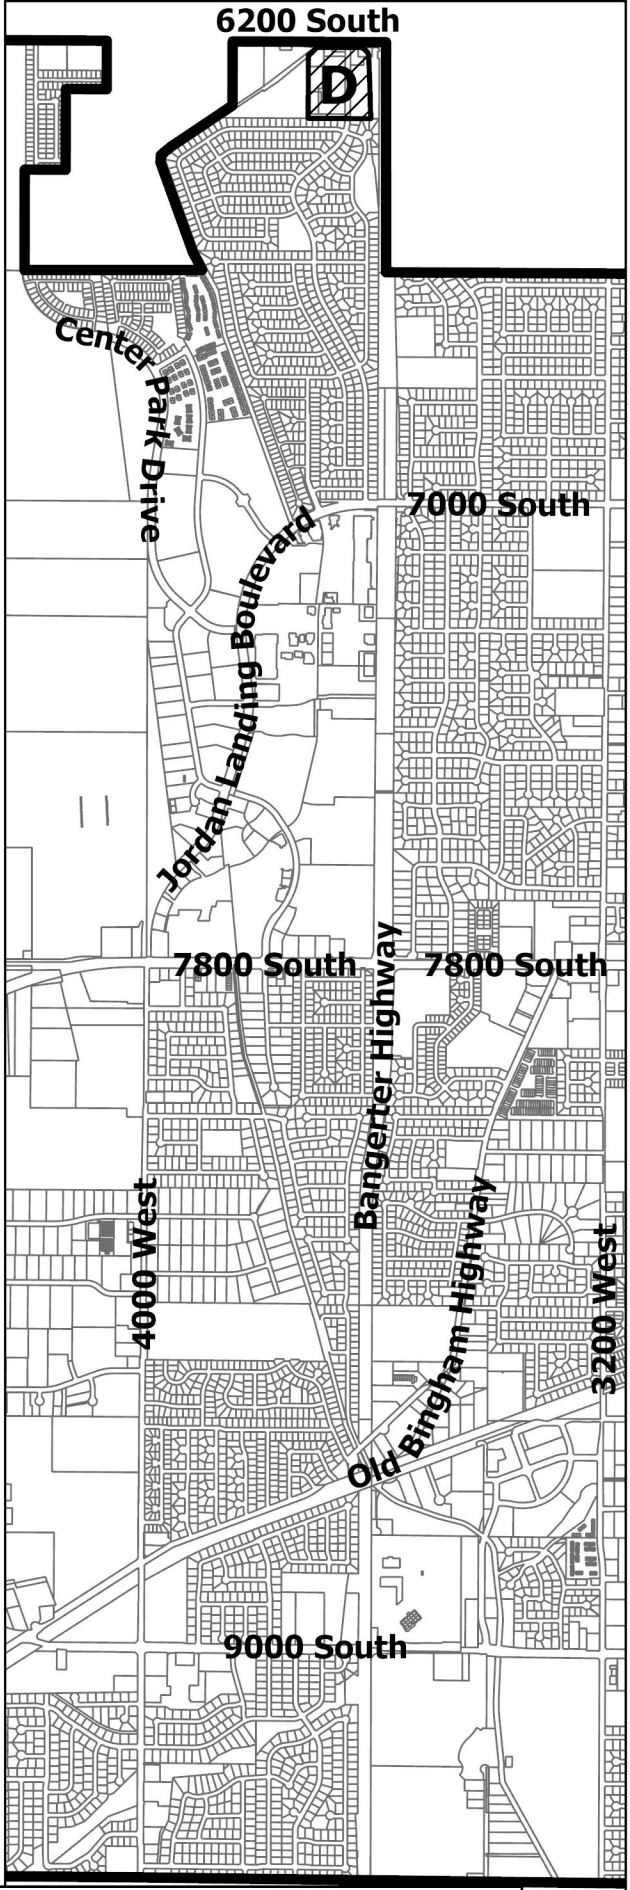 6200 South
D
Center Park Drive
7000 South
Jordan Landing Boulevard
7800 South
7800 South
Bangerter Highway
4000 West
Old Bingham Highway
3200 West
9000 South